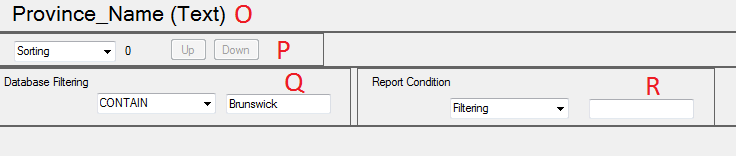 Province_Name (Text) O
Sorting 0 Up Down P
Database Filtering Q
CONTAIN Brunswick
Report Condition R
Filtering